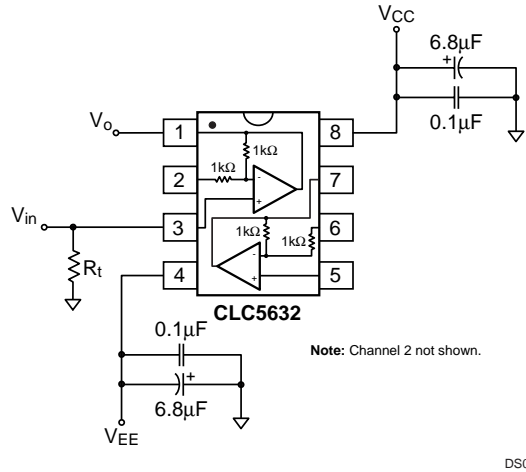 VCC
6.8µF
+
0.1µF
Vo
1
8
1kΩ
2
1kΩ
-
+
7
Vin
3
1kΩ
1kΩ
6
Rt
4
-
+
5
CLC5632
0.1µF
Note: Channel 2 not shown.
+
6.8µF
VEE
DS0